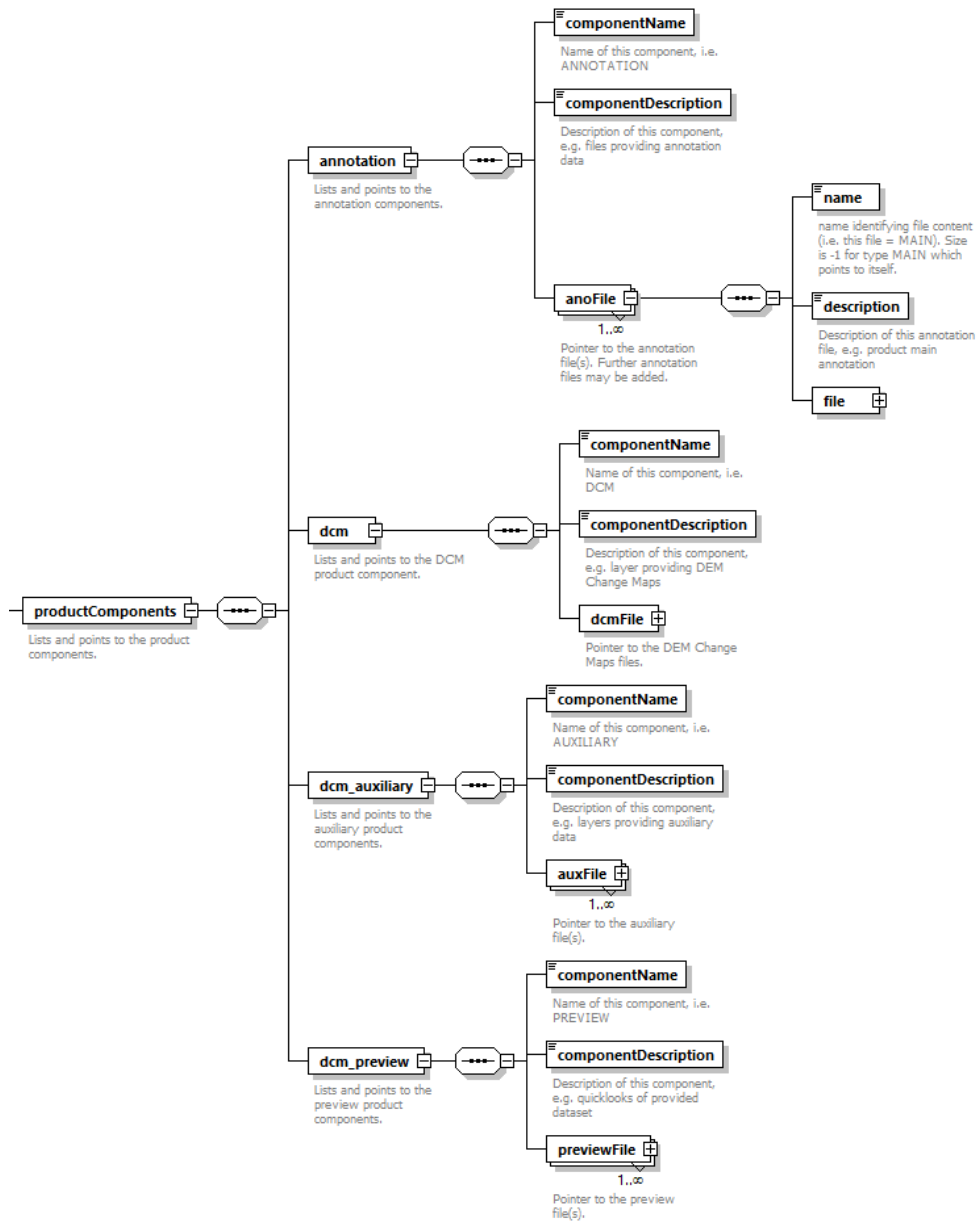 productComponents
Lists and points to the product
components.
annotation
Lists and points to the
annotation components.
componentName
Name of this component, i.e.
ANNOTATION
componentDescription
Description of this component,
e.g. files providing annotation
data
anoFile
1..∞
Pointer to the annotation
file(s). Further annotation
files may be added.
name
name identifying file content
(i.e. this file = MAIN). Size
is -1 for type MAIN which
points to itself.
description
Description of this annotation
file, e.g. product main
annotation
file
dcm
Lists and points to the DCM
product component.
componentName
Name of this component, i.e.
DCM
componentDescription
Description of this component,
e.g. layer providing DEM
Change Maps
dcmFile
Pointer to the DEM Change
Maps files.
dcm_auxiliary
Lists and points to the
auxiliary product
components.
componentName
Name of this component, i.e.
AUXILIARY
componentDescription
Description of this component,
e.g. layers providing auxiliary
data
auxFile
1..∞
Pointer to the auxiliary
file(s).
dcm_preview
Lists and points to the
preview product
components.
componentName
Name of this component, i.e.
PREVIEW
componentDescription
Description of this component,
e.g. quicklooks of provided
dataset
previewFile
1..∞
Pointer to the preview
file(s).